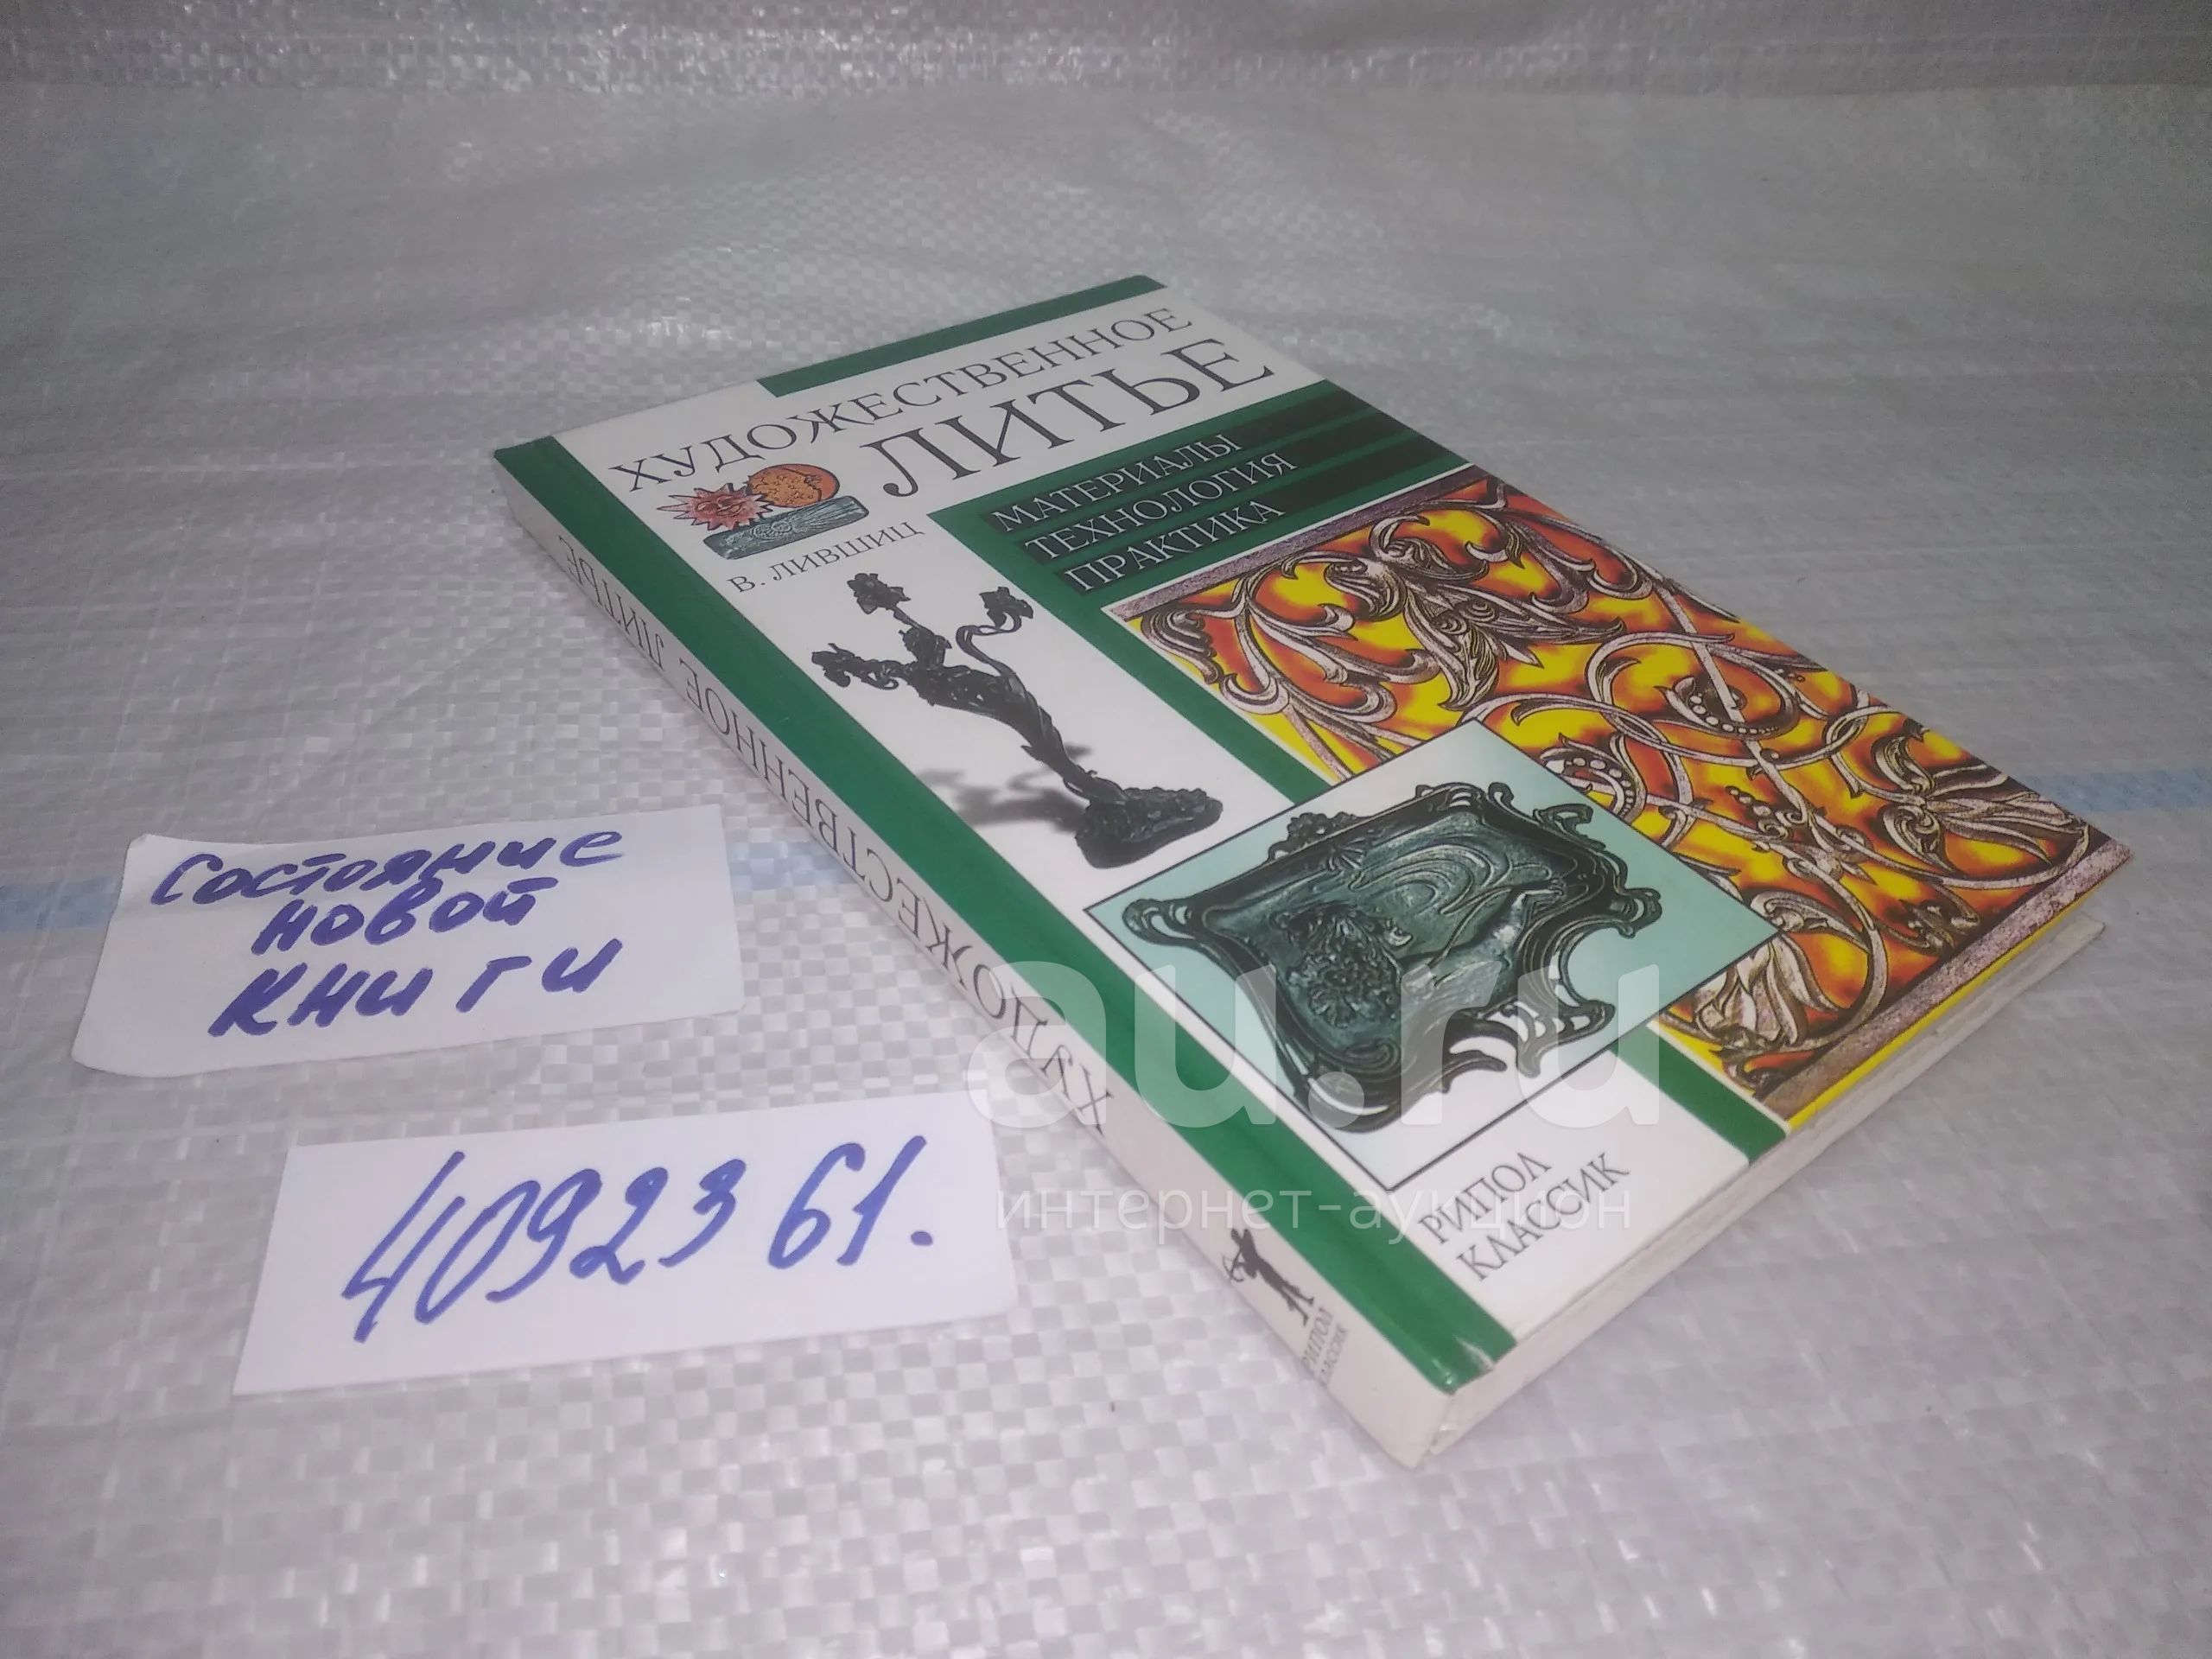 ХУДОЖЕСТВЕННОЕ
ЛИТЬЕ
В. ЛИВШИЦ
МАТЕРИАЛЫ
ТЕХНОЛОГИЯ
ПРАКТИКА
РИПОЛ
КЛАССИК
ХУДОЖЕСТВЕННОЕ ЛИТЬЕ
РИПОЛ
КЛАССИК
Состояние
новой
книги
4092361.
au.ru
интернет-аукцион